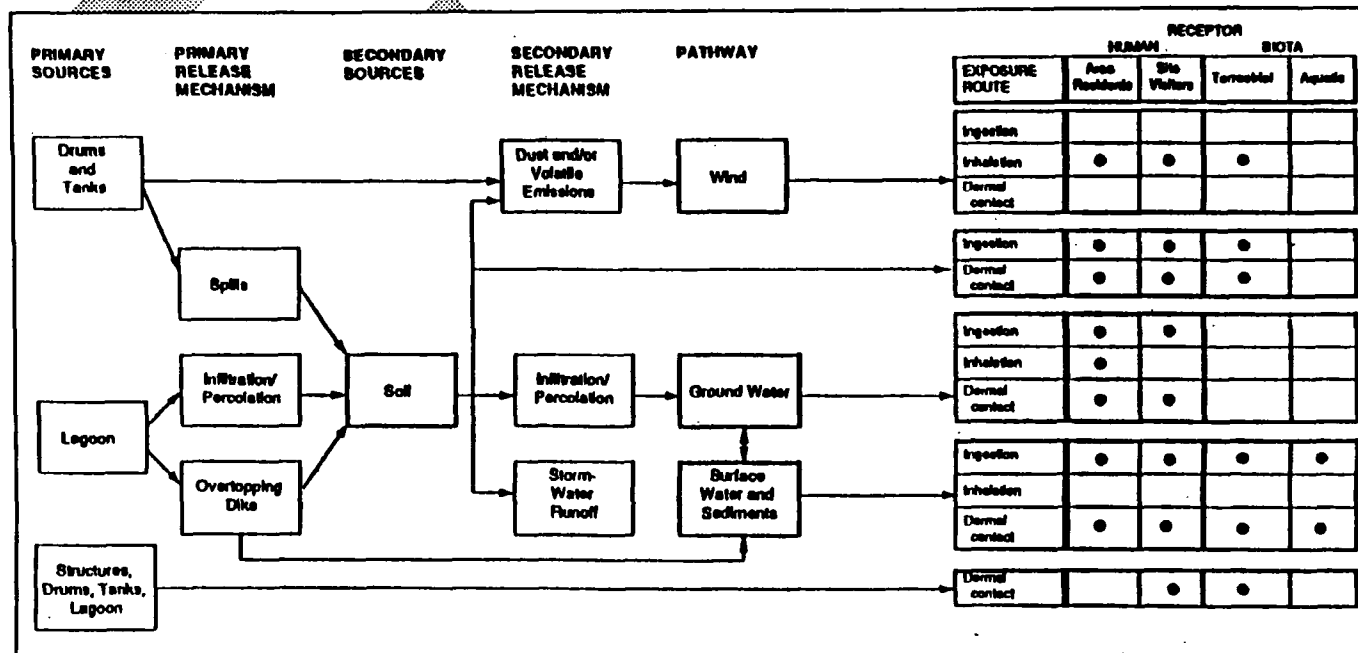 PRIMARY
SOURCES
PRIMARY
RELEASE
MECHANISM
SECONDARY
SOURCES
SECONDARY
RELEASE
MECHANISM
PATHWAY
RECEPTOR
HUMAN
BIOTA
EXPOSURE
ROUTE
Area
Residents
Site
Visitors
Terrestrial
Aquatic
Drums
and
Tanks
Dust and/or
Volatile
Emissions
Wind
Ingestion
Inhalation
Dermal
contact
Spills
Ingestion
Dermal
contact
Lagoon
Infiltration/
Percolation
Soil
Infiltration/
Percolation
Ground Water
Ingestion
Inhalation
Dermal
contact
Overtopping
Dike
Storm-
Water
Runoff
Surface
Water and
Sediments
Ingestion
Inhalation
Dermal
contact
Structures,
Drums, Tanks,
Lagoon
Dermal
contact